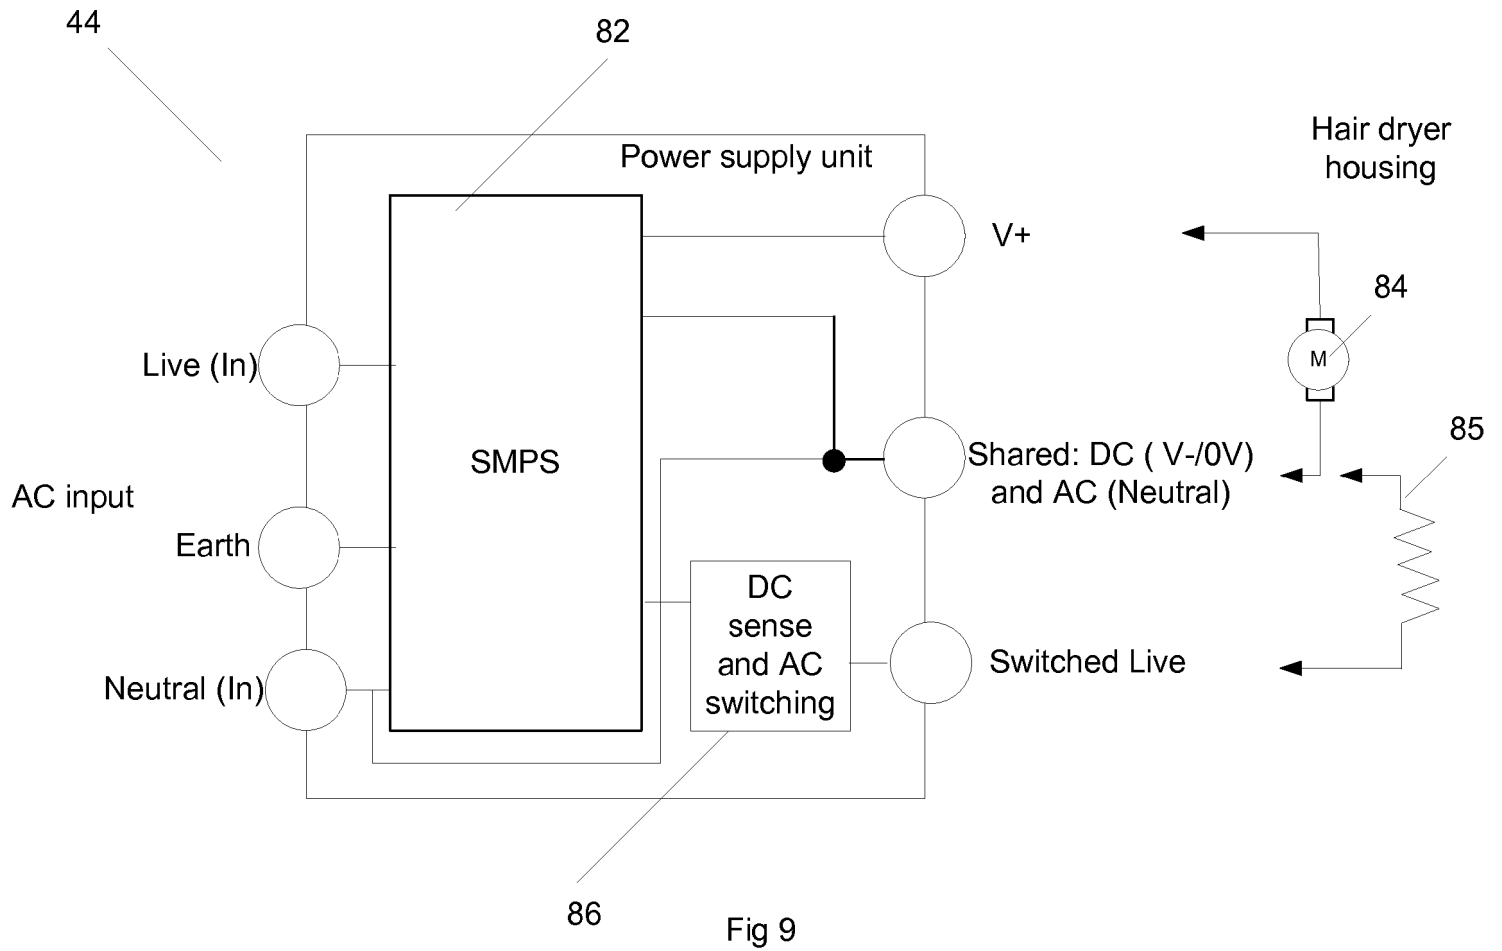 44
82
Hair dryer
housing
Power supply unit
V+
84
M
Live (In)
85
Shared: DC ( V-/0V)
and AC (Neutral)
SMPS
AC input
Earth
DC
sense
and AC
switching
Switched Live
Neutral (In)
86
Fig 9